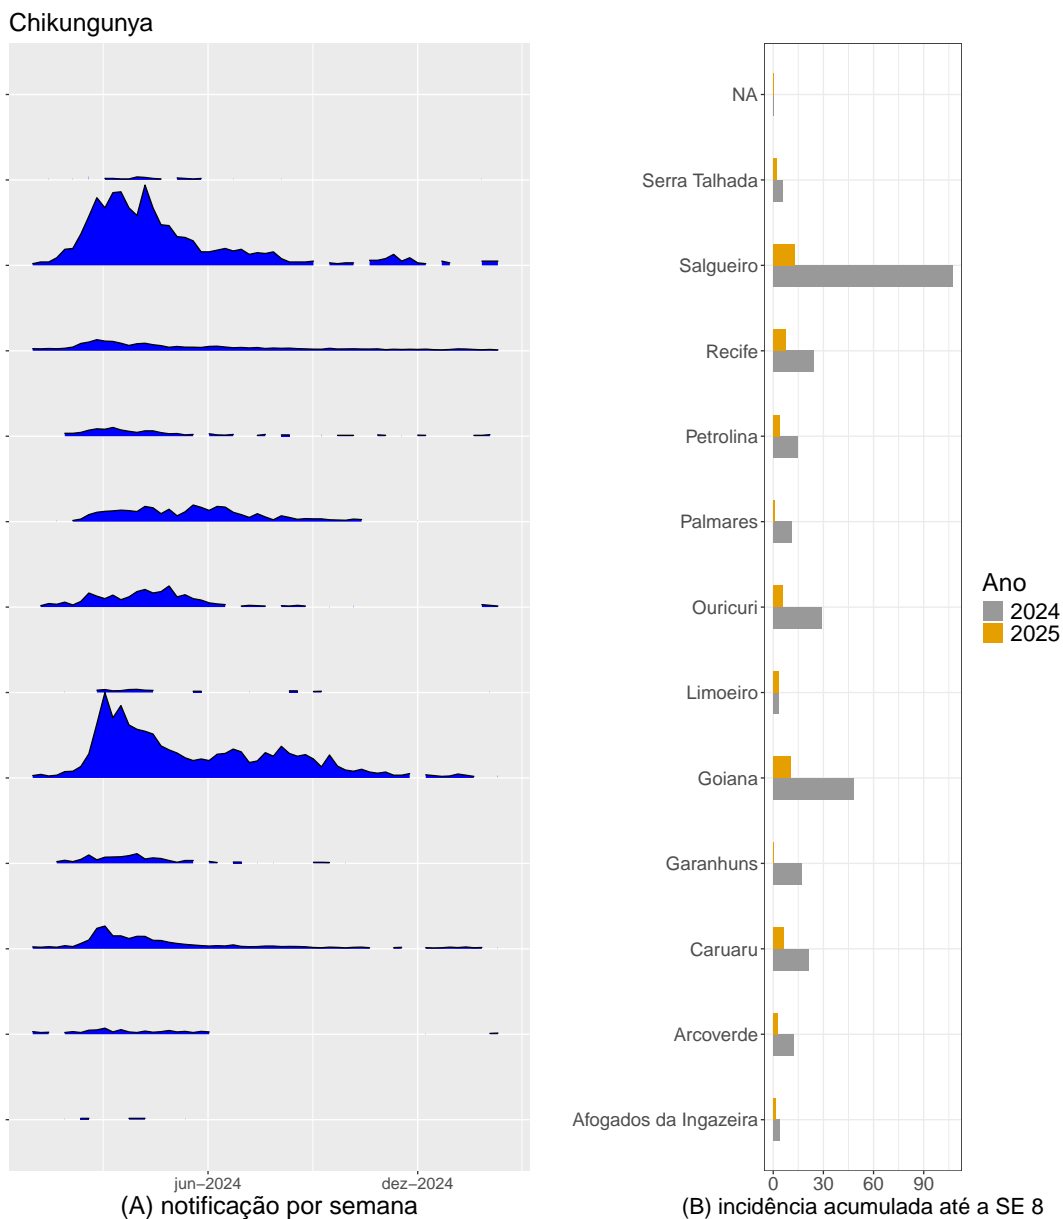 Chikungunya
NA
Serra Talhada
Salgueiro
Recife
Petrolina
Palmares
Ouricuri
Limoeiro
Goiana
Garanhuns
Caruaru
Arcoverde
Afogados da Ingazeira
Ano
2024
2025
jun−2024 dez−2024
0 30 60 90
(A) notificação por semana
(B) incidência acumulada até a SE 8